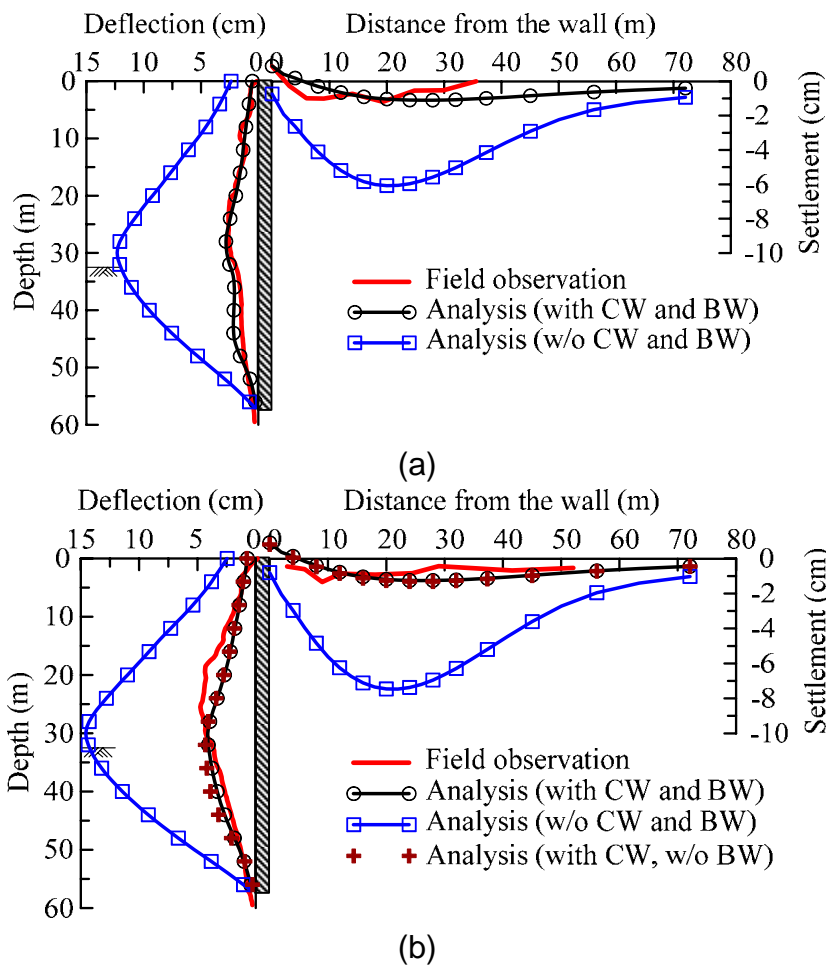 Deflection (cm) Distance from the wall (m)
15 10 5 0 0 10 20 30 40 50 60 70 80
0 0
10 -2
20 -4
30 -6
40 -8
50 -10
60
Depth (m)
Settlement (cm)
Field observation
Analysis (with CW and BW)
Analysis (w/o CW and BW)
(a)
Deflection (cm) Distance from the wall (m)
15 10 5 0 0 10 20 30 40 50 60 70 80
0 0
10 -2
20 -4
30 -6
40 -8
50 -10
60
Depth (m)
Settlement (cm)
Field observation
Analysis (with CW and BW)
Analysis (w/o CW and BW)
Analysis (with CW, w/o BW)
(b)